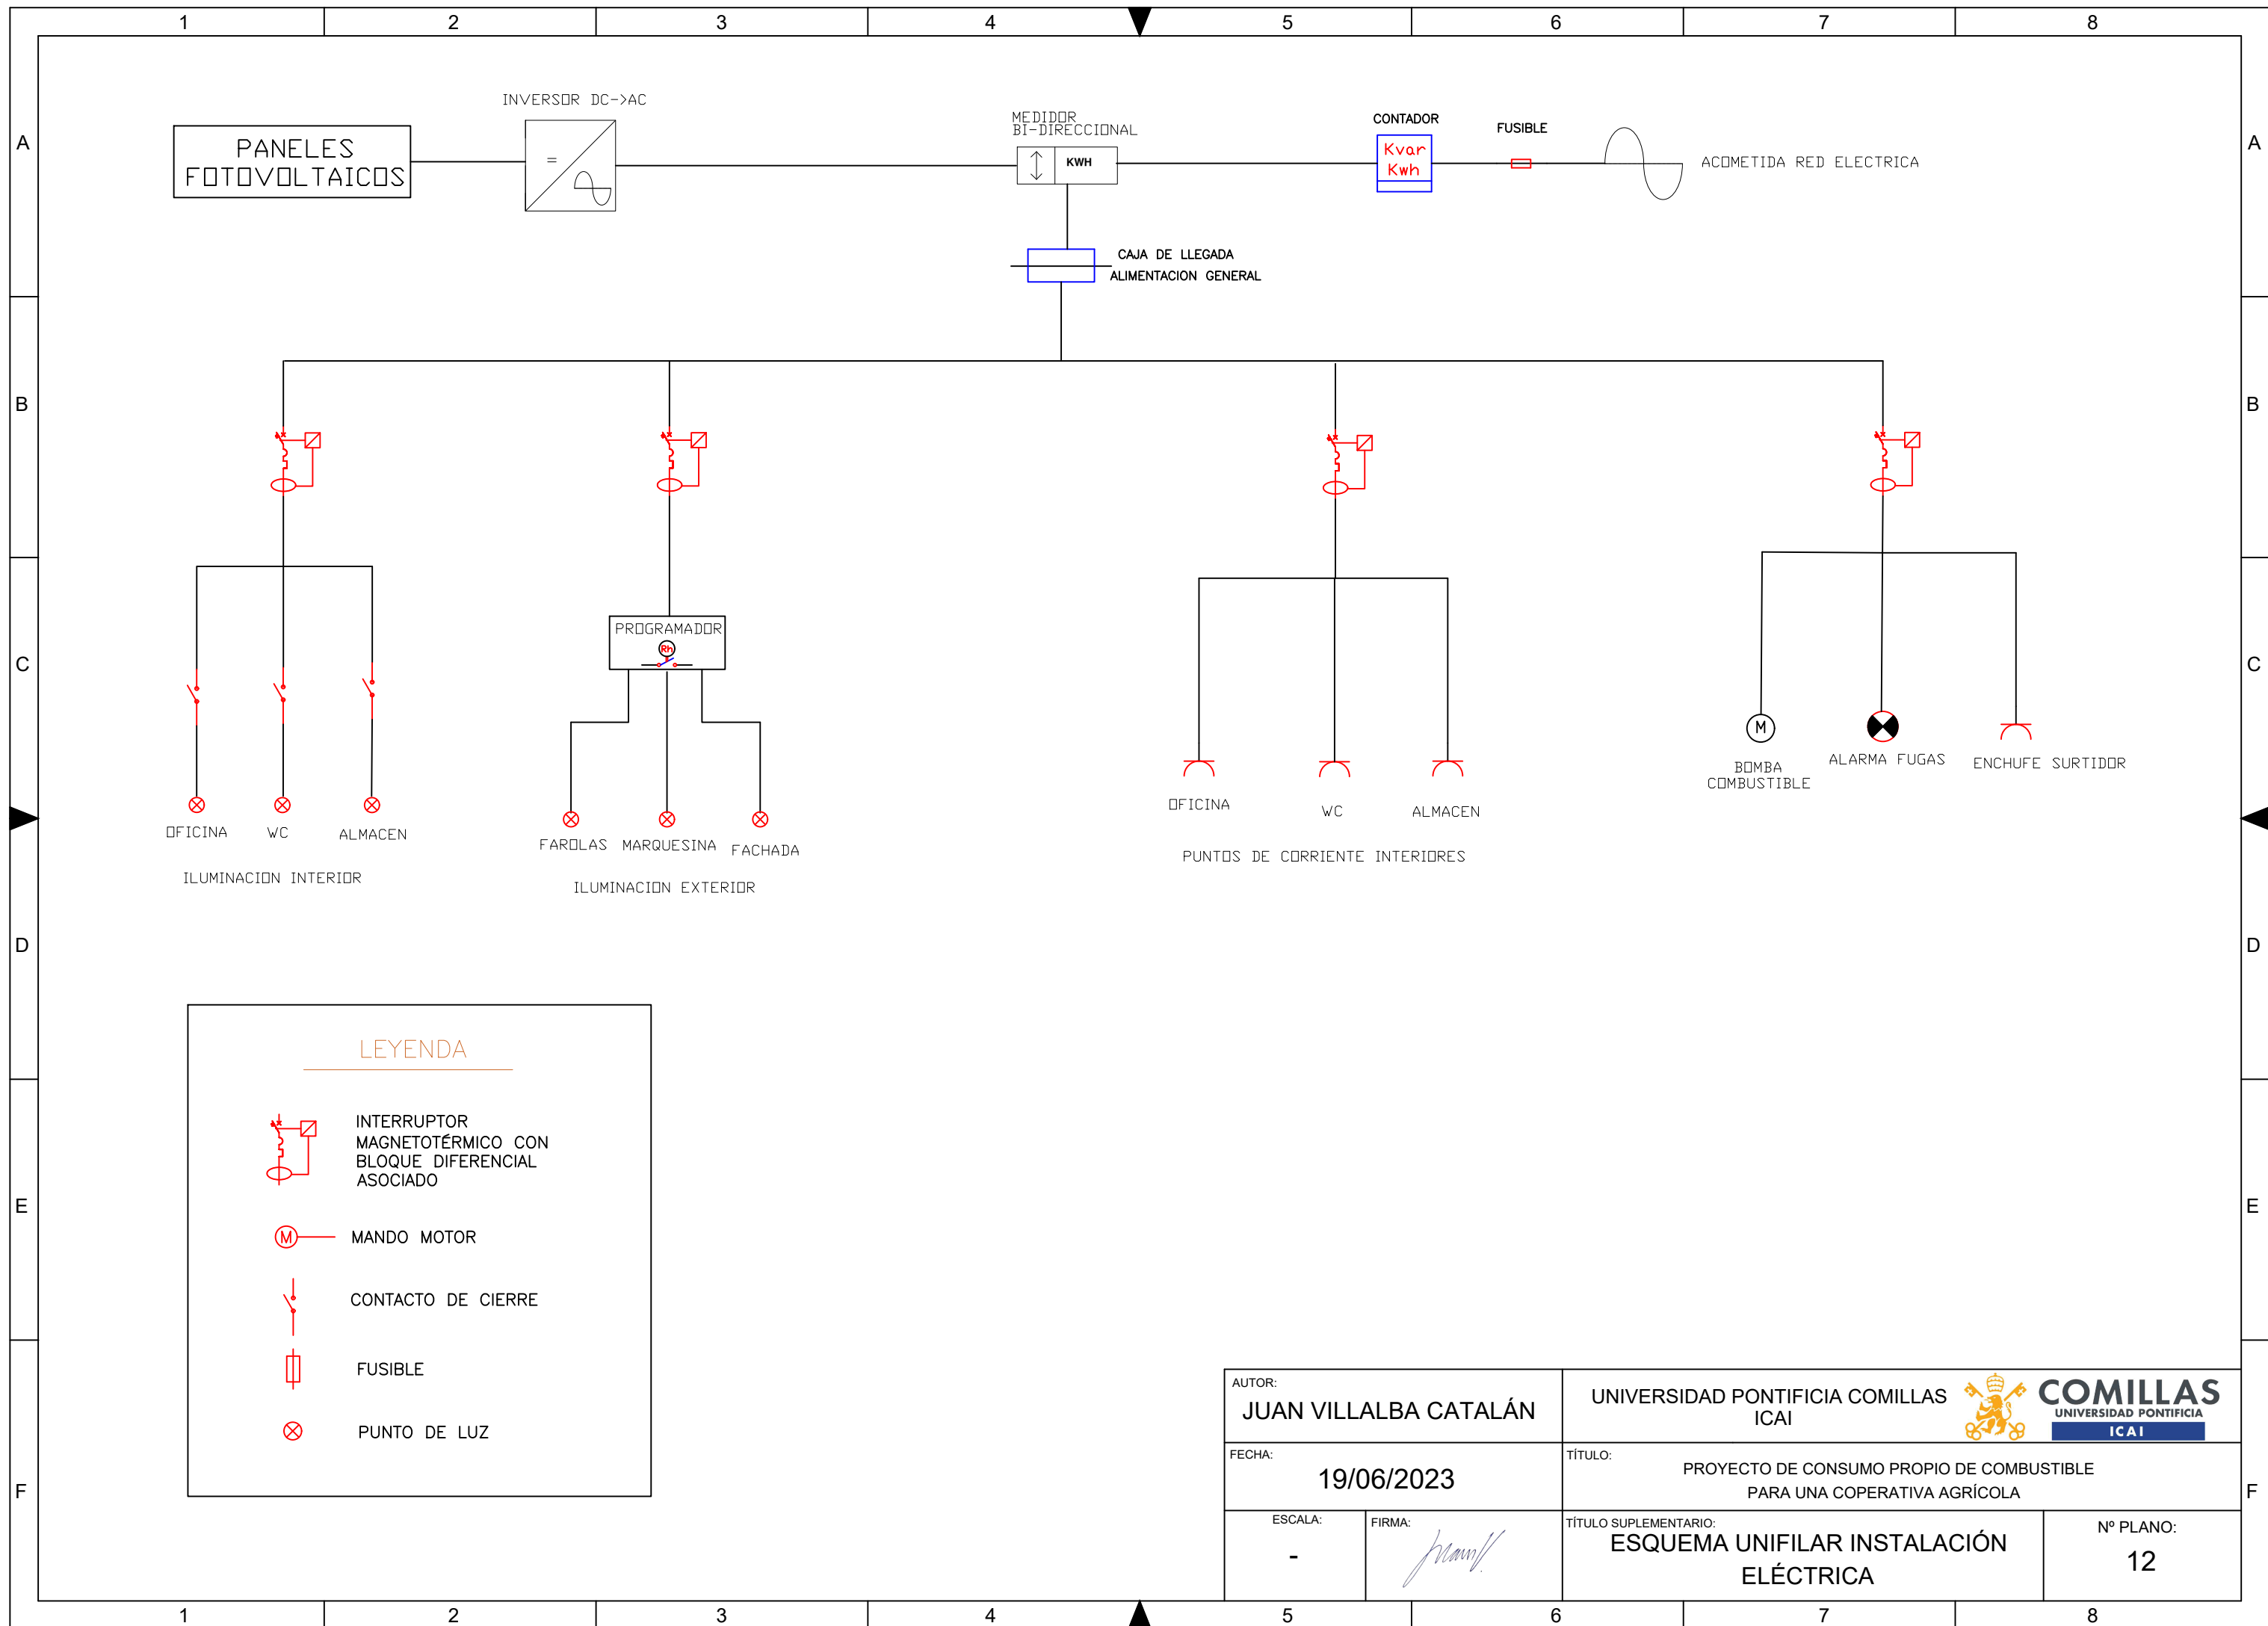 1 2 3 4 5 6 7 8
A A
INVERSOR DC->AC
PANELES
FOTOVOLTAICOS
=
MEDIDOR
BI-DIRECCIONAL
KWH
CONTADOR
Kvar
Kwh
FUSIBLE
ACOMETIDA RED ELECTRICA
CAJA DE LLEGADA
ALIMENTACION GENERAL
B B
C C
PROGRAMADOR
Rh
M
BOMBA
COMBUSTIBLE
ALARMA FUGAS
ENCHUFE SURTIDOR
OFICINA WC ALMACEN
ILUMINACION INTERIOR
FAROLAS MARQUESINA FACHADA
ILUMINACION EXTERIOR
OFICINA WC ALMACEN
PUNTOS DE CORRIENTE INTERIORES
D D
LEYENDA
INTERRUPTOR
MAGNETOTÉRMICO CON
BLOQUE DIFERENCIAL
ASOCIADO
E E
M MANDO MOTOR
CONTACTO DE CIERRE
FUSIBLE
PUNTO DE LUZ
F F
AUTOR:
JUAN VILLALBA CATALÁN
UNIVERSIDAD PONTIFICIA COMILLAS
ICAI
COMILLAS
UNIVERSIDAD PONTIFICIA
ICAI
FECHA:
19/06/2023
TÍTULO:
PROYECTO DE CONSUMO PROPIO DE COMBUSTIBLE
PARA UNA COPERATIVA AGRÍCOLA
ESCALA:
-
FIRMA:
TÍTULO SUPLEMENTARIO:
ESQUEMA UNIFILAR INSTALACIÓN
ELÉCTRICA
Nº PLANO:
12
1 2 3 4 5 6 7 8